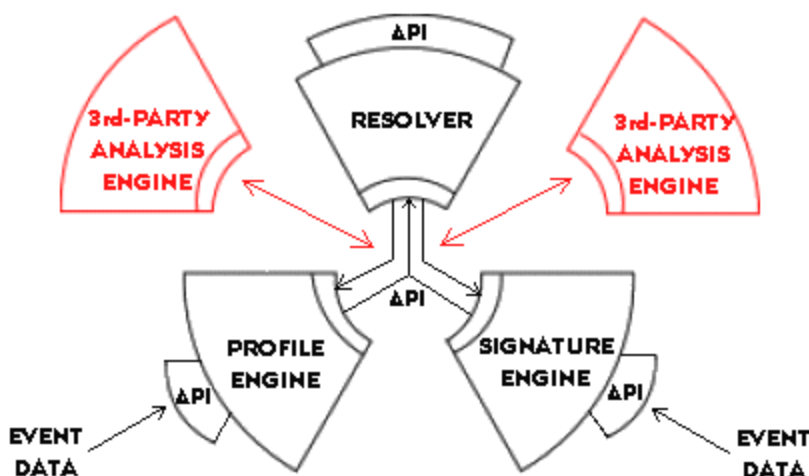 API
RESOLVER
3rd-PARTY
ANALYSIS
ENGINE
3rd-PARTY
ANALYSIS
ENGINE
API
PROFILE
ENGINE
SIGNATURE
ENGINE
API
API
EVENT
DATA
EVENT
DATA